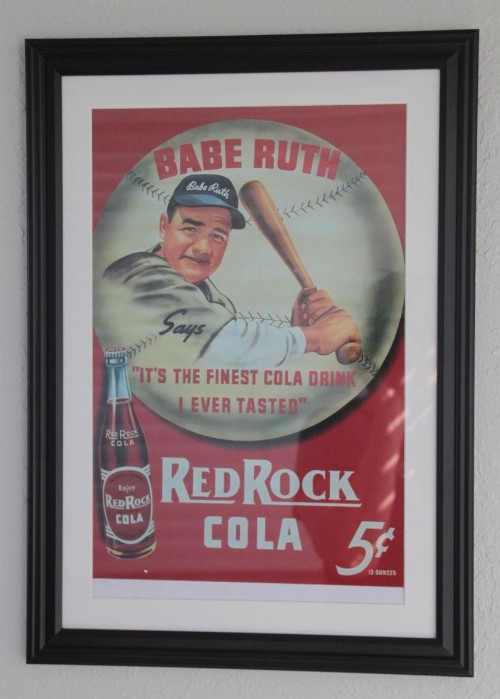 BABE RUTH
Babe Ruth
Says
"IT'S THE FINEST COLA DRINK
I EVER TASTED"
RED ROCK
COLA
Enjoy
RED ROCK
COLA
RED ROCK
COLA
5¢
12 OUNCES